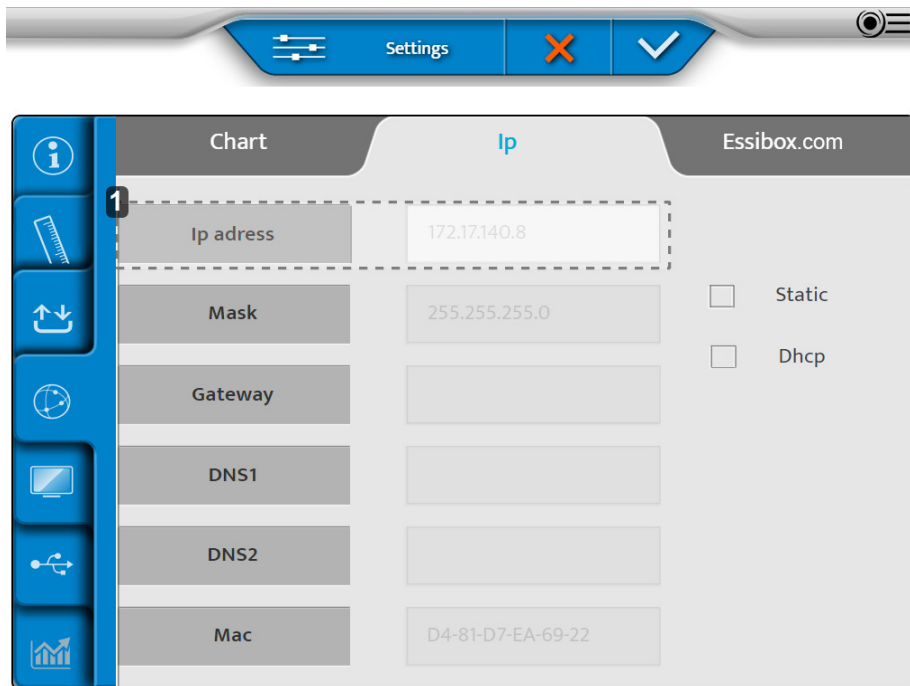 Settings
Chart Ip Essibox.com
1
Ip adress 172.17.140.8
Mask 255.255.255.0 Static
Dhcp
Gateway
DNS1
DNS2
Mac D4-81-D7-EA-69-22